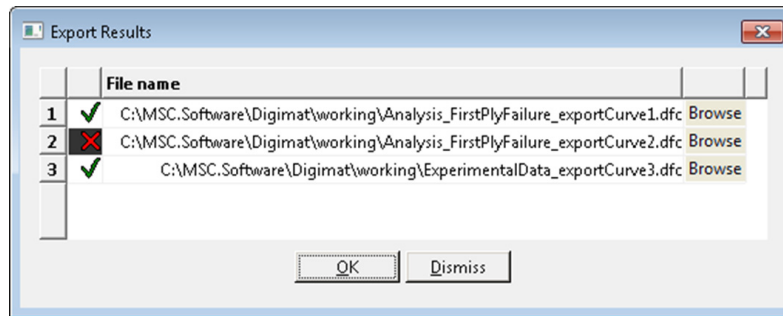 Export Results
File name
1 C:\MSC.Software\Digimat\working\Analysis_FirstPlyFailure_exportCurve1.dfc Browse
2 C:\MSC.Software\Digimat\working\Analysis_FirstPlyFailure_exportCurve2.dfc Browse
3 C:\MSC.Software\Digimat\working\ExperimentalData_exportCurve3.dfc Browse
OK Dismiss